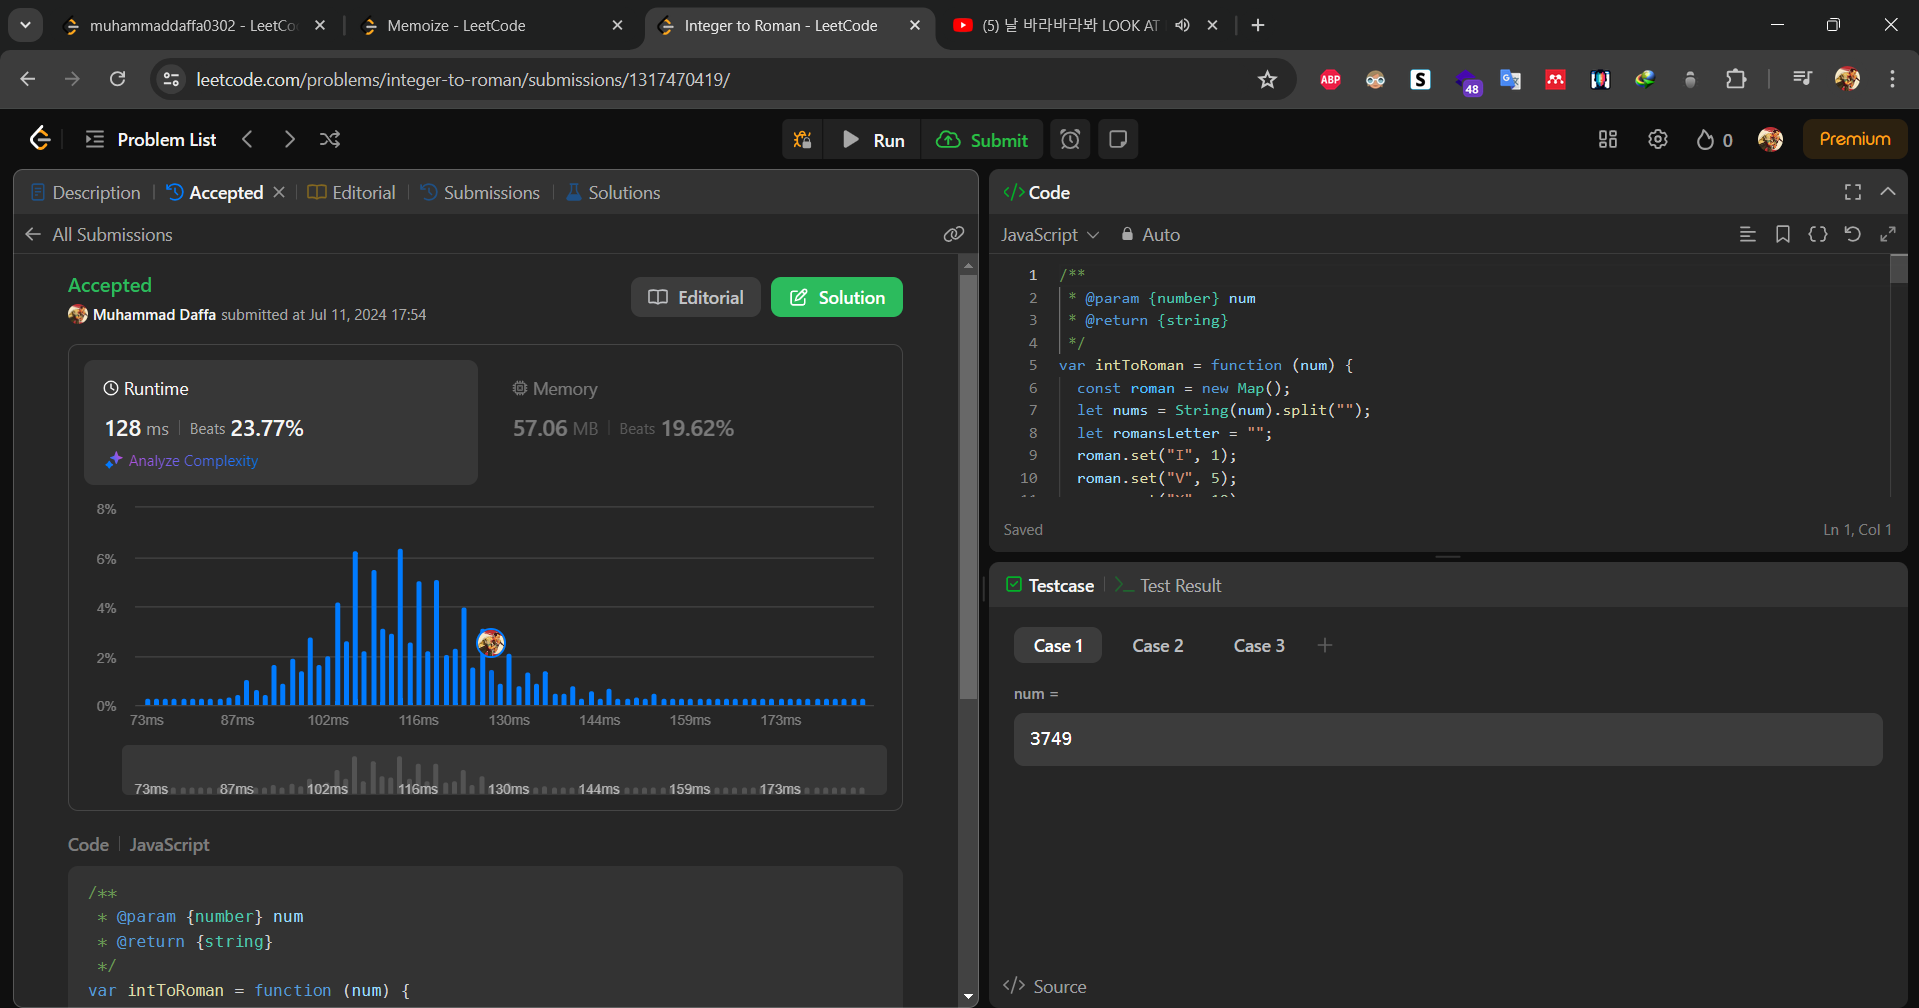 muhammaddaffa0302 - LeetCo
Memoize - LeetCode
Integer to Roman - LeetCode
(5) 날 바라바라봐 LOOK AT
leetcode.com/problems/integer-to-roman/submissions/1317470419/
ABP
S
48
Problem List
Run
Submit
0
Premium
Description
Accepted
Editorial
Submissions
Solutions
All Submissions
Accepted
Muhammad Daffa submitted at Jul 11, 2024 17:54
Editorial
Solution
Runtime
128 ms
Beats 23.77%
Analyze Complexity
Memory
57.06 MB
Beats 19.62%
8%
6%
4%
2%
0%
73ms 87ms 102ms 116ms 130ms 144ms 159ms 173ms
73ms 87ms 102ms 116ms 130ms 144ms 159ms 173ms
Code
JavaScript
/**
* @param {number} num
* @return {string}
*/
var intToRoman = function (num) {
</> Code
JavaScript
Auto
1 /**
2 * @param {number} num
3 * @return {string}
4 */
5 var intToRoman = function (num) {
6 const roman = new Map();
7 let nums = String(num).split("");
8 let romansLetter = "";
9 roman.set("I", 1);
10 roman.set("V", 5);
Saved
Ln 1, Col 1
Testcase
Test Result
Case 1
Case 2
Case 3
num =
3749
</> Source